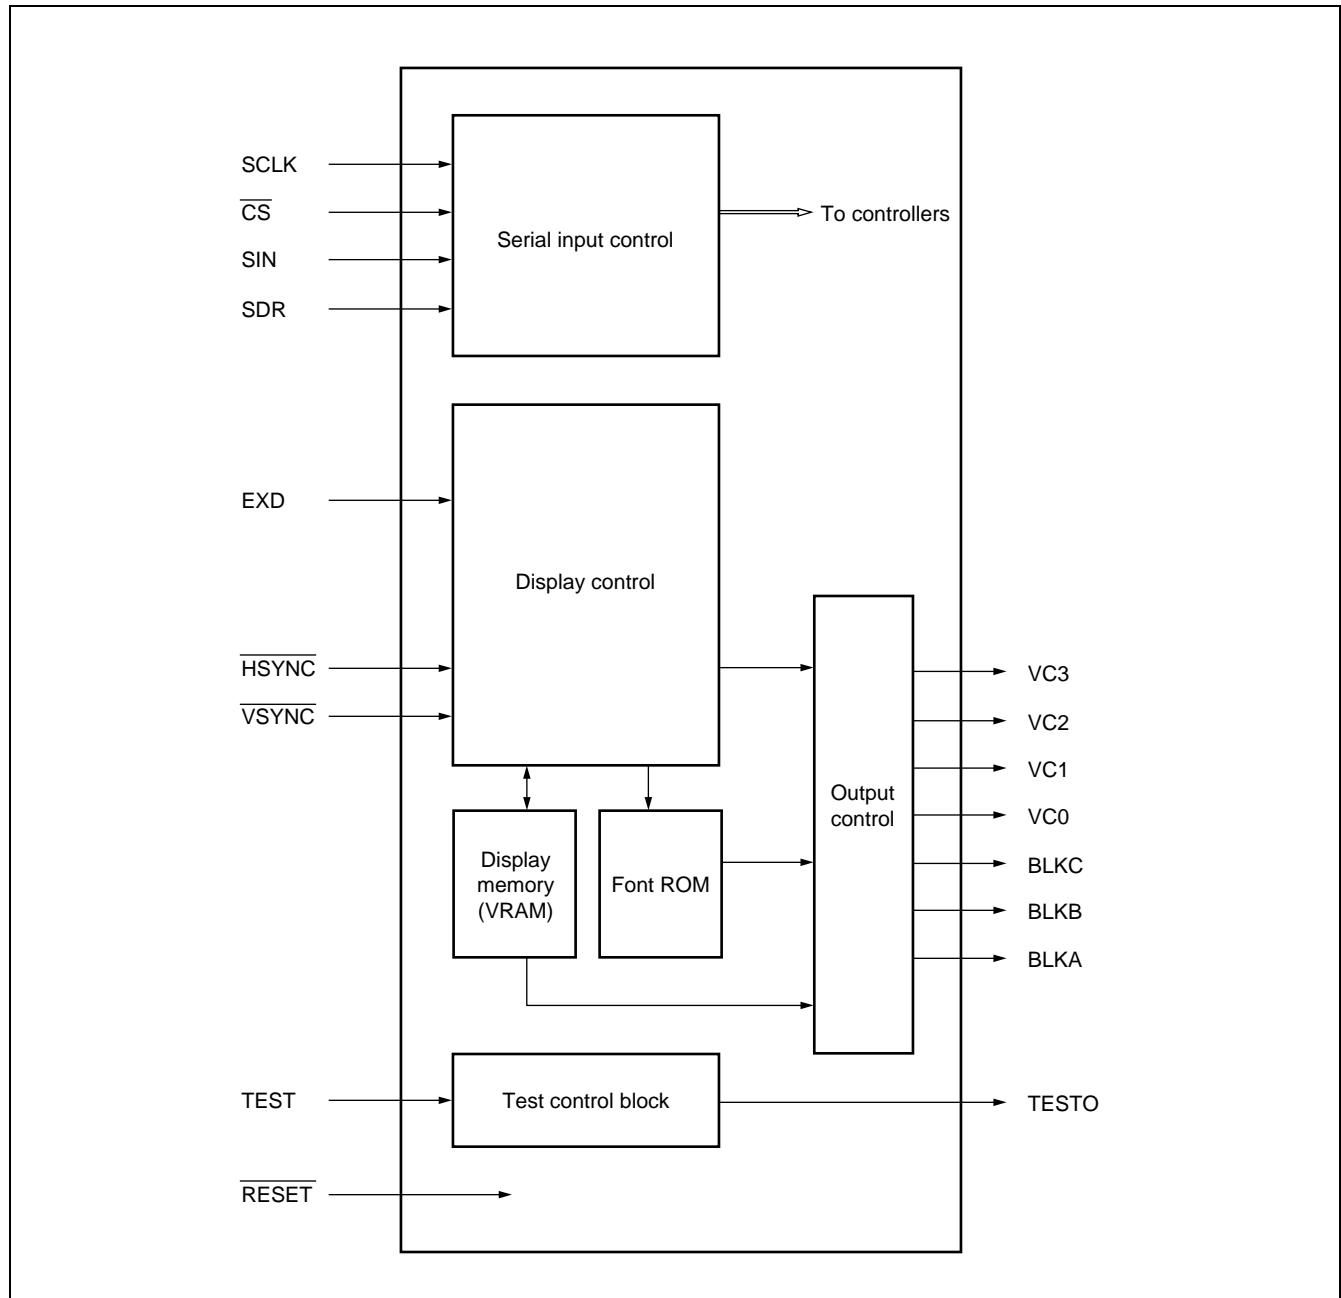 SCLK
CS
SIN
SDR
Serial input control
To controllers
EXD
HSYNC
VSYNC
Display control
Display
memory
(VRAM)
Font ROM
Output
control
VC3
VC2
VC1
VC0
BLKC
BLKB
BLKA
TEST
Test control block
TESTO
RESET